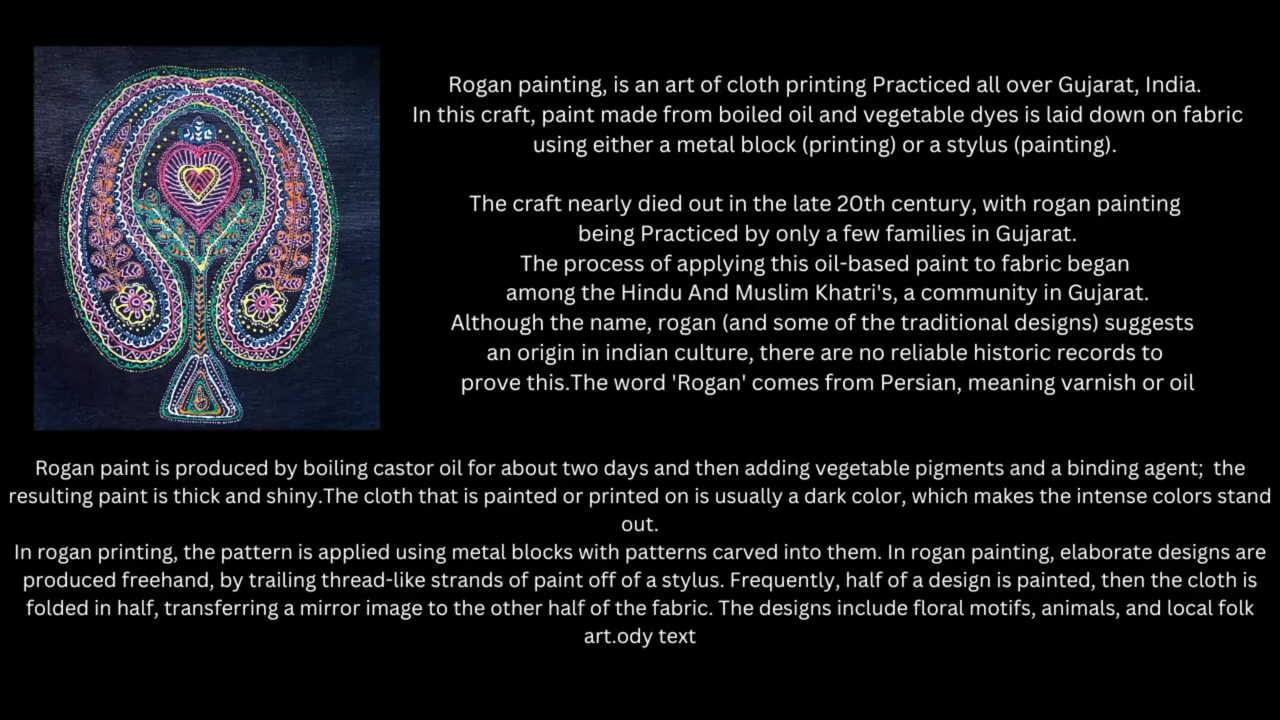 Rogan painting, is an art of cloth printing Practiced all over Gujarat, India.
In this craft, paint made from boiled oil and vegetable dyes is laid down on fabric
using either a metal block (printing) or a stylus (painting).
The craft nearly died out in the late 20th century, with rogan painting
being Practiced by only a few families in Gujarat.
The process of applying this oil-based paint to fabric began
among the Hindu And Muslim Khatri's, a community in Gujarat.
Although the name, rogan (and some of the traditional designs) suggests
an origin in indian culture, there are no reliable historic records to
prove this.The word 'Rogan' comes from Persian, meaning varnish or oil
Rogan paint is produced by boiling castor oil for about two days and then adding vegetable pigments and a binding agent;  the
resulting paint is thick and shiny.The cloth that is painted or printed on is usually a dark color, which makes the intense colors stand
out.
In rogan printing, the pattern is applied using metal blocks with patterns carved into them. In rogan painting, elaborate designs are
produced freehand, by trailing thread-like strands of paint off of a stylus. Frequently, half of a design is painted, then the cloth is
folded in half, transferring a mirror image to the other half of the fabric. The designs include floral motifs, animals, and local folk
art.ody text